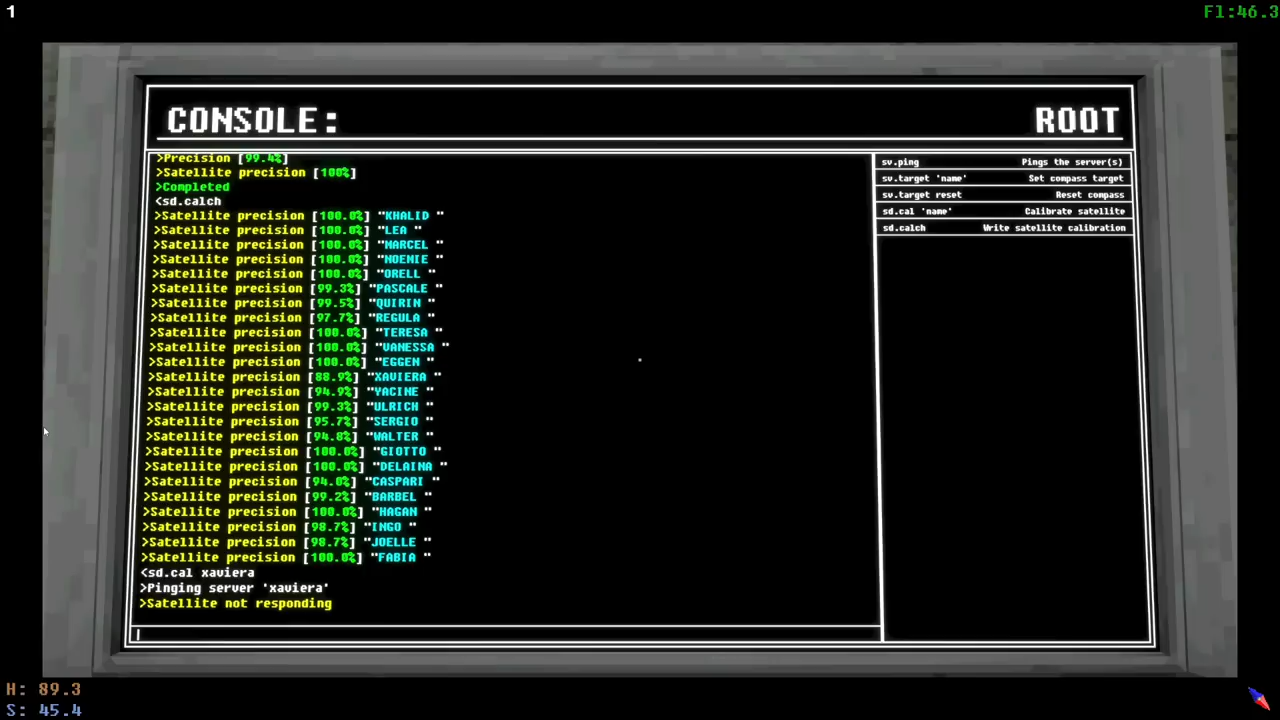 1
F1:46.3
CONSOLE:
ROOT
>Precision [99.4%]
>Satellite precision [100%]
>Completed
<sd.calch
>Satellite precision [100.0%] "KHALID "
>Satellite precision [100.0%] "LEA "
>Satellite precision [100.0%] "MARCEL "
>Satellite precision [100.0%] "NOEMIE "
>Satellite precision [100.0%] "ORELL "
>Satellite precision [99.3%] "PASCALE "
>Satellite precision [99.5%] "QUIRIN "
>Satellite precision [97.7%] "REGULA "
>Satellite precision [100.0%] "TERESA "
>Satellite precision [100.0%] "VANESSA "
>Satellite precision [100.0%] "EGGEN "
>Satellite precision [88.9%] "XAVIERA "
>Satellite precision [94.9%] "YACINE "
>Satellite precision [99.3%] "ULRICH "
>Satellite precision [95.7%] "SERGIO "
>Satellite precision [94.8%] "WALTER "
>Satellite precision [100.0%] "GIOTTO "
>Satellite precision [100.0%] "DELAINA "
>Satellite precision [94.0%] "CASPARI "
>Satellite precision [99.2%] "BARBEL "
>Satellite precision [100.0%] "HAGAN "
>Satellite precision [98.7%] "INGO "
>Satellite precision [98.7%] "JOELLE "
>Satellite precision [100.0%] "FABIA "
<sd.cal xaviera
>Pinging server 'xaviera'
>Satellite not responding
sv.ping Pings the server(s)
sv.target 'name' Set compass target
sv.target reset Reset compass
sd.cal 'name' Calibrate satellite
sd.calch Write satellite calibration
H: 89.3
S: 45.4